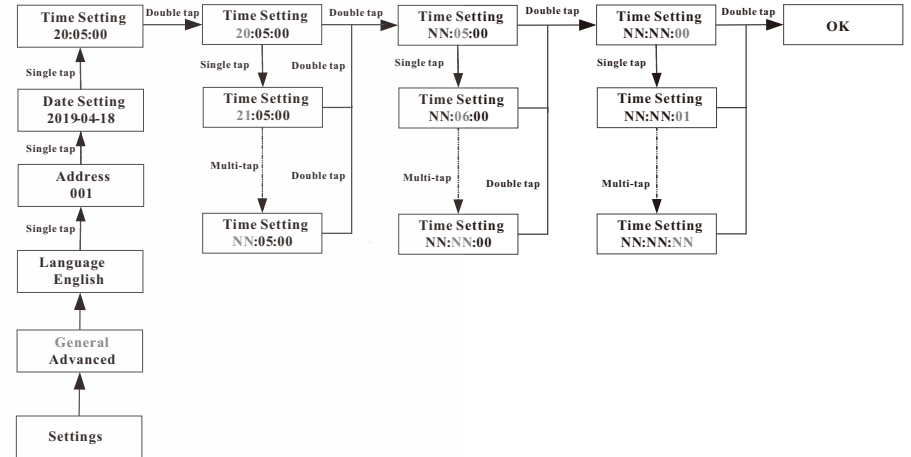 Time Setting
20:05:00
Double tap
Time Setting
20:05:00
Double tap
Time Setting
NN:05:00
Double tap
Time Setting
NN:NN:00
Double tap
OK
Single tap
Single tap
Double tap
Single tap
Single tap
Date Setting
2019-04-18
Time Setting
21:05:00
Time Setting
NN:06:00
Time Setting
NN:NN:01
Single tap
Address
001
Multi-tap
Double tap
Multi-tap
Double tap
Multi-tap
Single tap
Time Setting
NN:05:00
Time Setting
NN:NN:00
Time Setting
NN:NN:NN
Language
English
General
Advanced
Settings